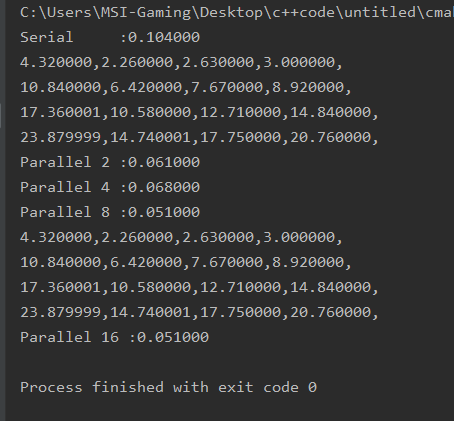 C:\Users\MSI-Gaming\Desktop\c++code\untitled\cma
Serial     :0.104000
4.320000,2.260000,2.630000,3.000000,
10.840000,6.420000,7.670000,8.920000,
17.360001,10.580000,12.710000,14.840000,
23.879999,14.740001,17.750000,20.760000,
Parallel 2 :0.061000
Parallel 4 :0.068000
Parallel 8 :0.051000
4.320000,2.260000,2.630000,3.000000,
10.840000,6.420000,7.670000,8.920000,
17.360001,10.580000,12.710000,14.840000,
23.879999,14.740001,17.750000,20.760000,
Parallel 16 :0.051000
Process finished with exit code 0